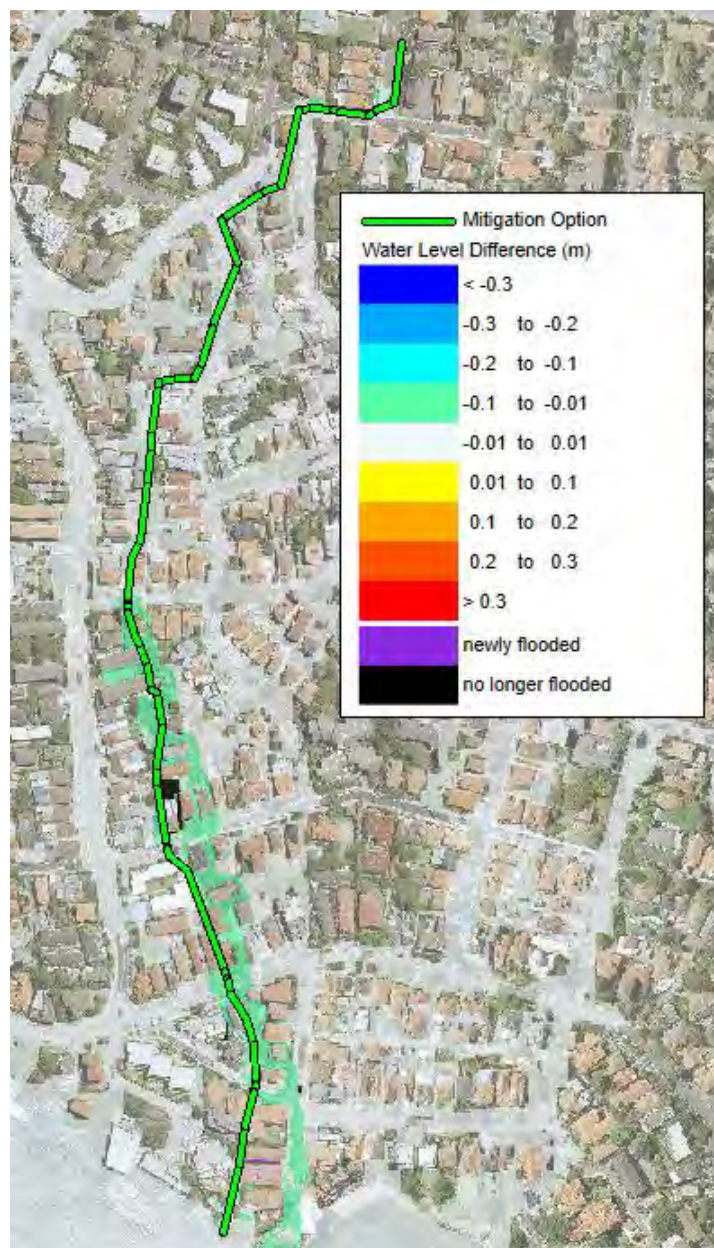 Mitigation Option
Water Level Difference (m)
< -0.3
-0.3 to -0.2
-0.2 to -0.1
-0.1 to -0.01
-0.01 to 0.01
0.01 to 0.1
0.1 to 0.2
0.2 to 0.3
> 0.3
newly flooded
no longer flooded